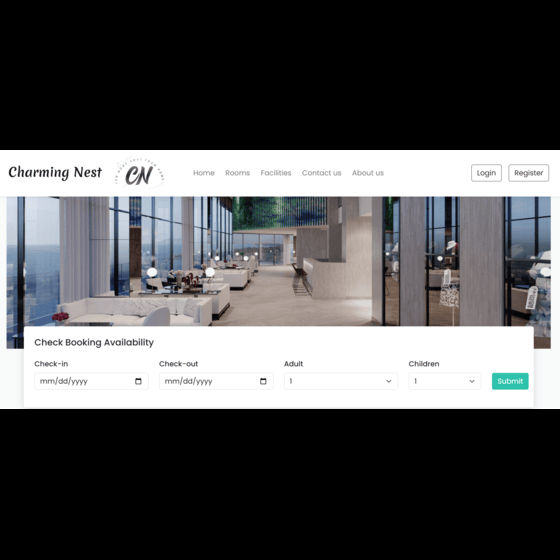 Charming Nest
CN
Home Rooms Facilities Contact us About us
Login Register
Check Booking Availability
Check-in Check-out Adult Children
mm/dd/yyyy mm/dd/yyyy 1 1 Submit